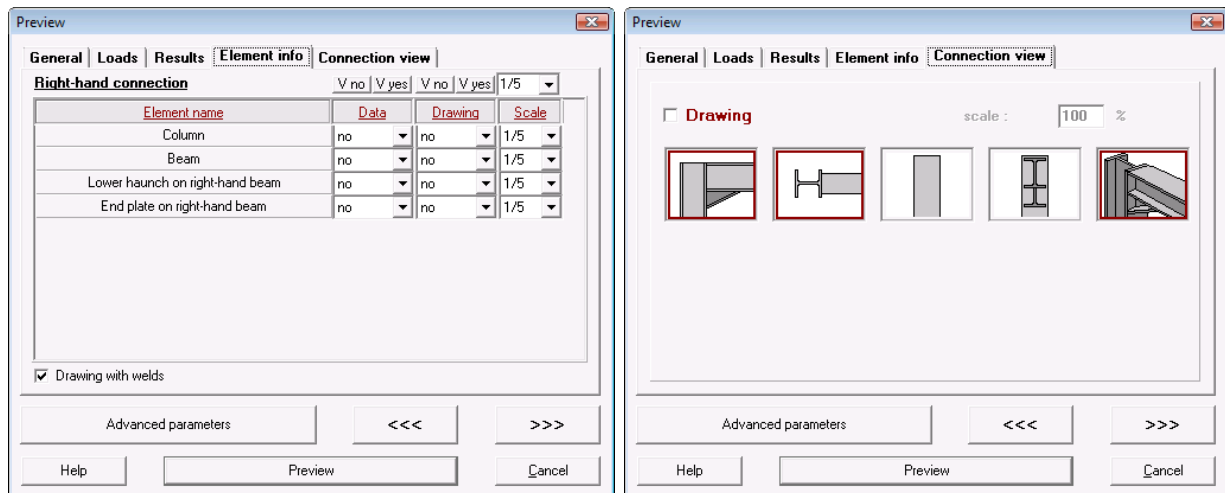 Preview
General Loads Results Element info Connection view
Right-hand connection V no V yes V no V yes 1/5
Element name Data Drawing Scale
Column no no 1/5
Beam no no 1/5
Lower haunch on right-hand beam no no 1/5
End plate on right-hand beam no no 1/5
Drawing with welds
Advanced parameters <<< >>>
Help Preview Cancel
Preview
General Loads Results Element info Connection view
Drawing scale : 100 %
Advanced parameters <<< >>>
Help Preview Cancel